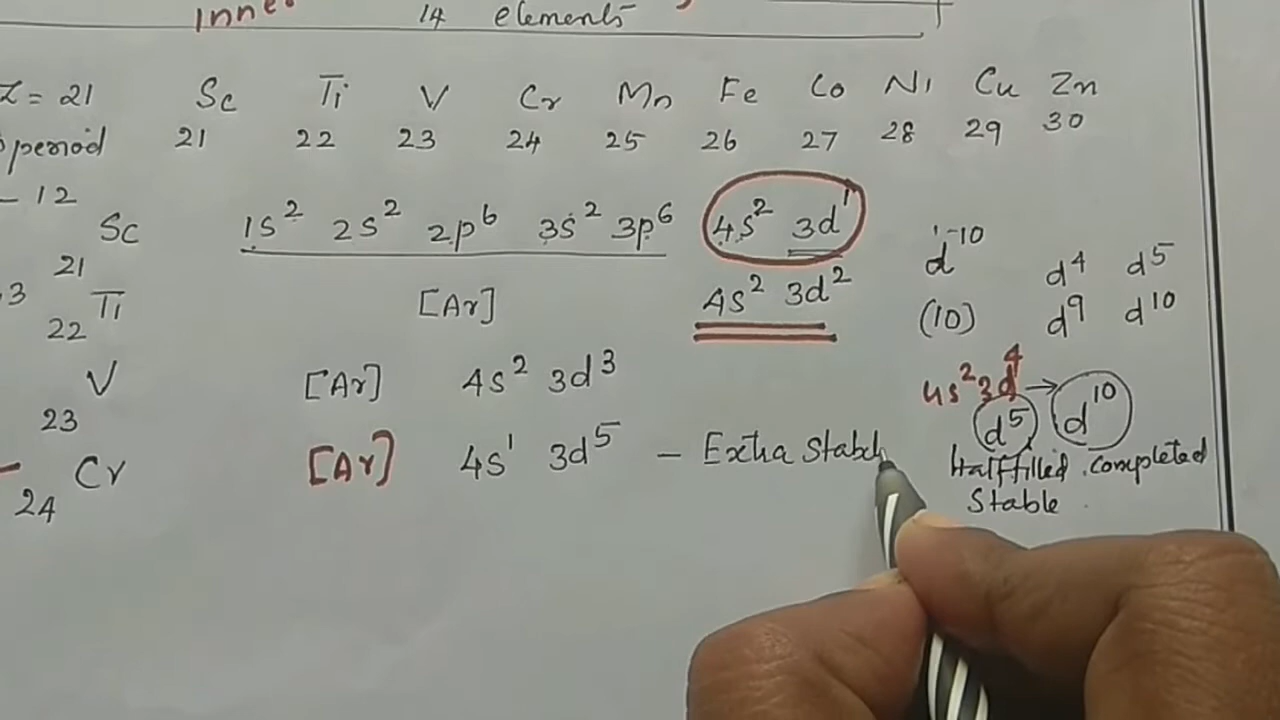 14 elements
Z = 21 Sc Ti V Cr Mn Fe Co Ni Cu Zn
period 21 22 23 24 25 26 27 28 29 30
- 12
Sc 1s² 2s² 2p⁶ 3s² 3p⁶ 4s² 3d¹ d¹⁻¹⁰ d⁴ d⁵
21
3 Ti [Ar] 4s² 3d² (10) d⁹ d¹⁰
22
V [Ar] 4s² 3d³ 4s² 3d⁴ →
23 d⁵ d¹⁰
Cr [Ar] 4s¹ 3d⁵ - Extra Stabl Halffilled completed
24 Stable